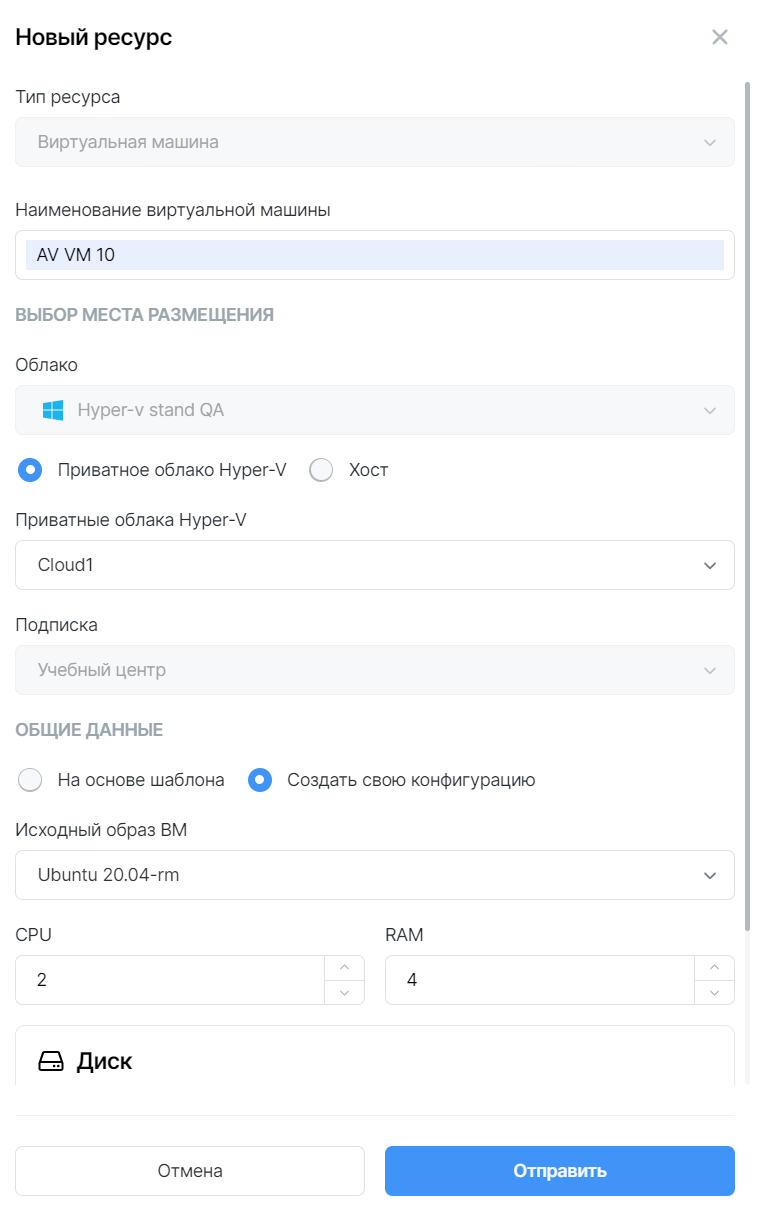 Новый ресурс
Тип ресурса
Виртуальная машина
Наименование виртуальной машины
AV VM 10
ВЫБОР МЕСТА РАЗМЕЩЕНИЯ
Облако
Hyper-v stand QA
Приватное облако Hyper-V Хост
Приватные облака Hyper-V
Cloud1
Подписка
Учебный центр
ОБЩИЕ ДАННЫЕ
На основе шаблона Создать свою конфигурацию
Исходный образ ВМ
Ubuntu 20.04-rm
CPU RAM
2 4
Диск
Отмена Отправить